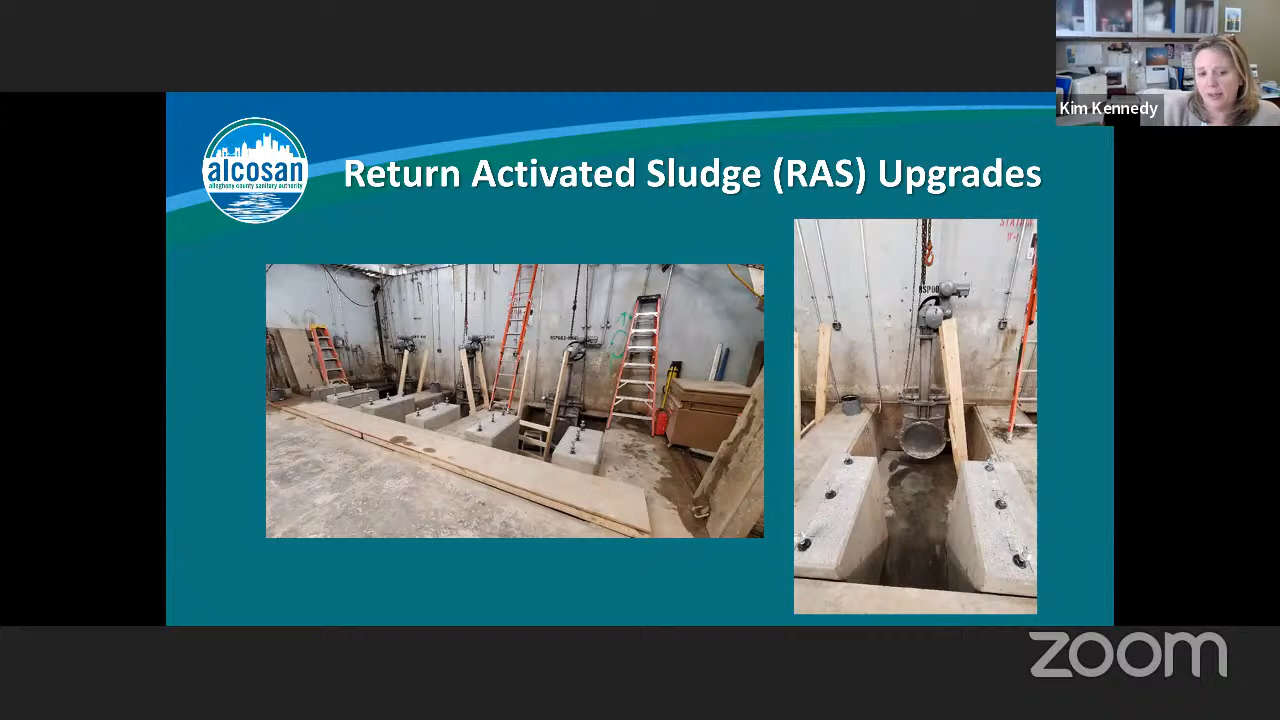 Kim Kennedy
alcosan
allegheny county sanitary authority
Return Activated Sludge (RAS) Upgrades
zoom